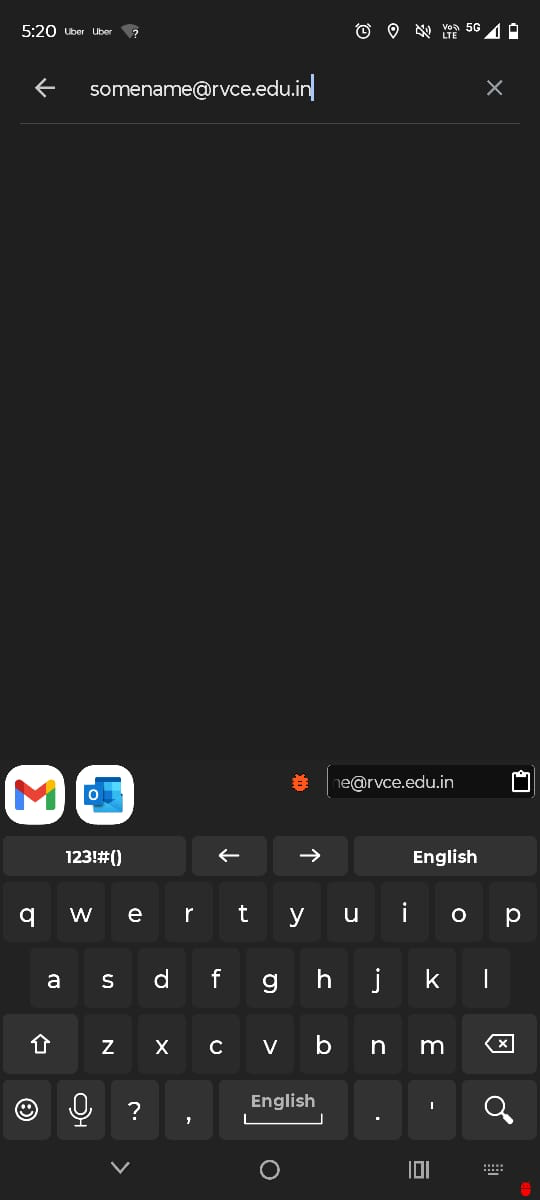 5:20 Uber Uber ? Vo LTE 5G
somename@rvce.edu.in
O
ne@rvce.edu.in
123!#() ← → English
q w e r t y u i o p
a s d f g h j k l
z x c v b n m
? , English . '